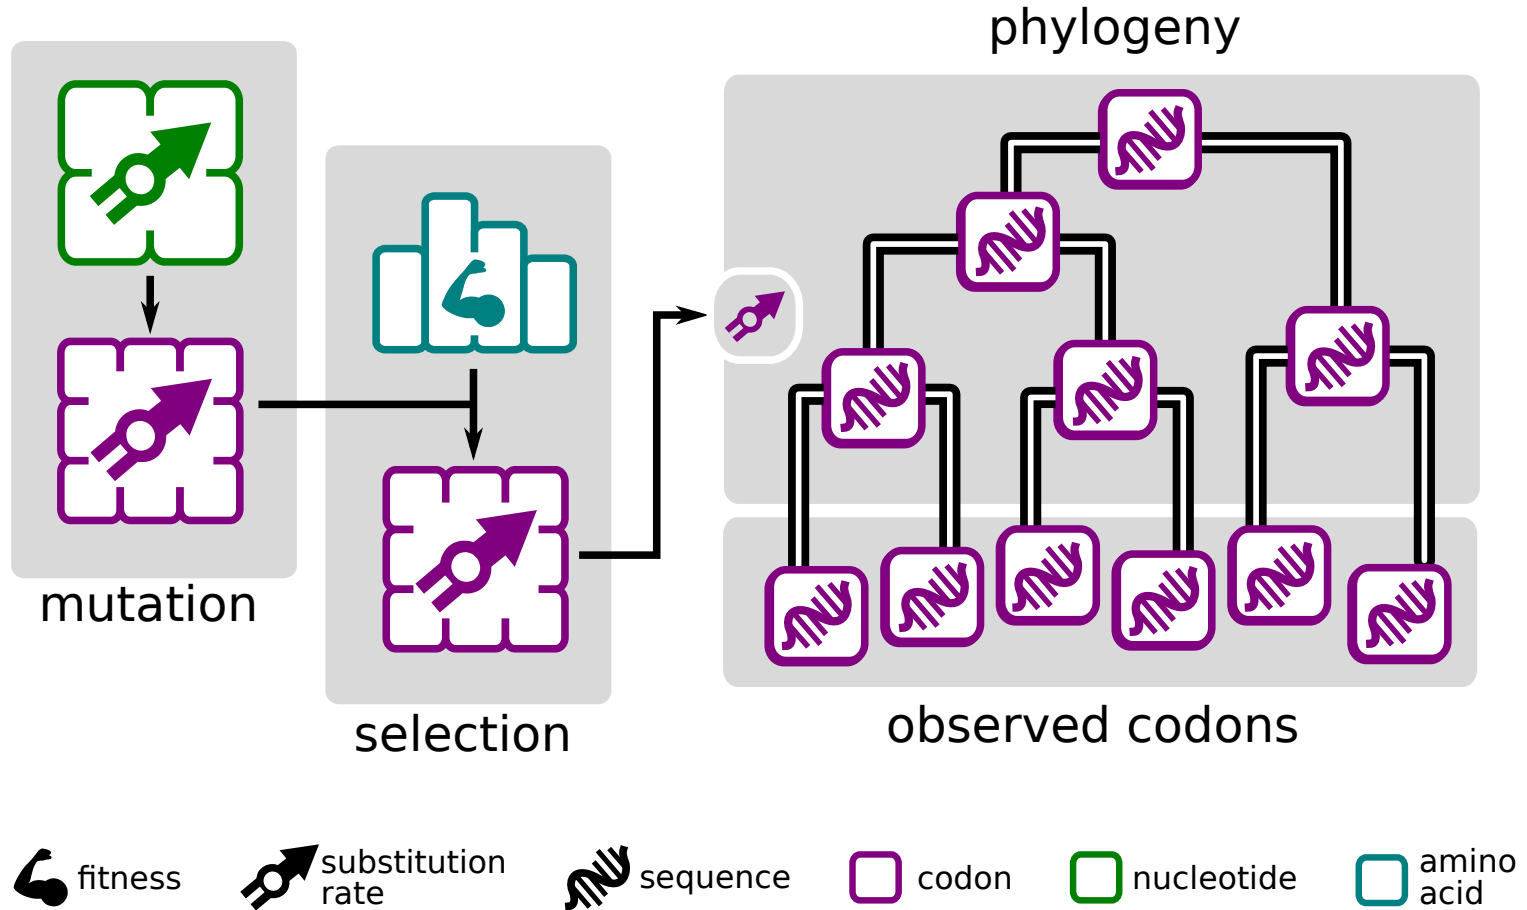 phylogeny
mutation
selection
observed codons
fitness
substitution
rate
sequence
codon
nucleotide
amino
acid